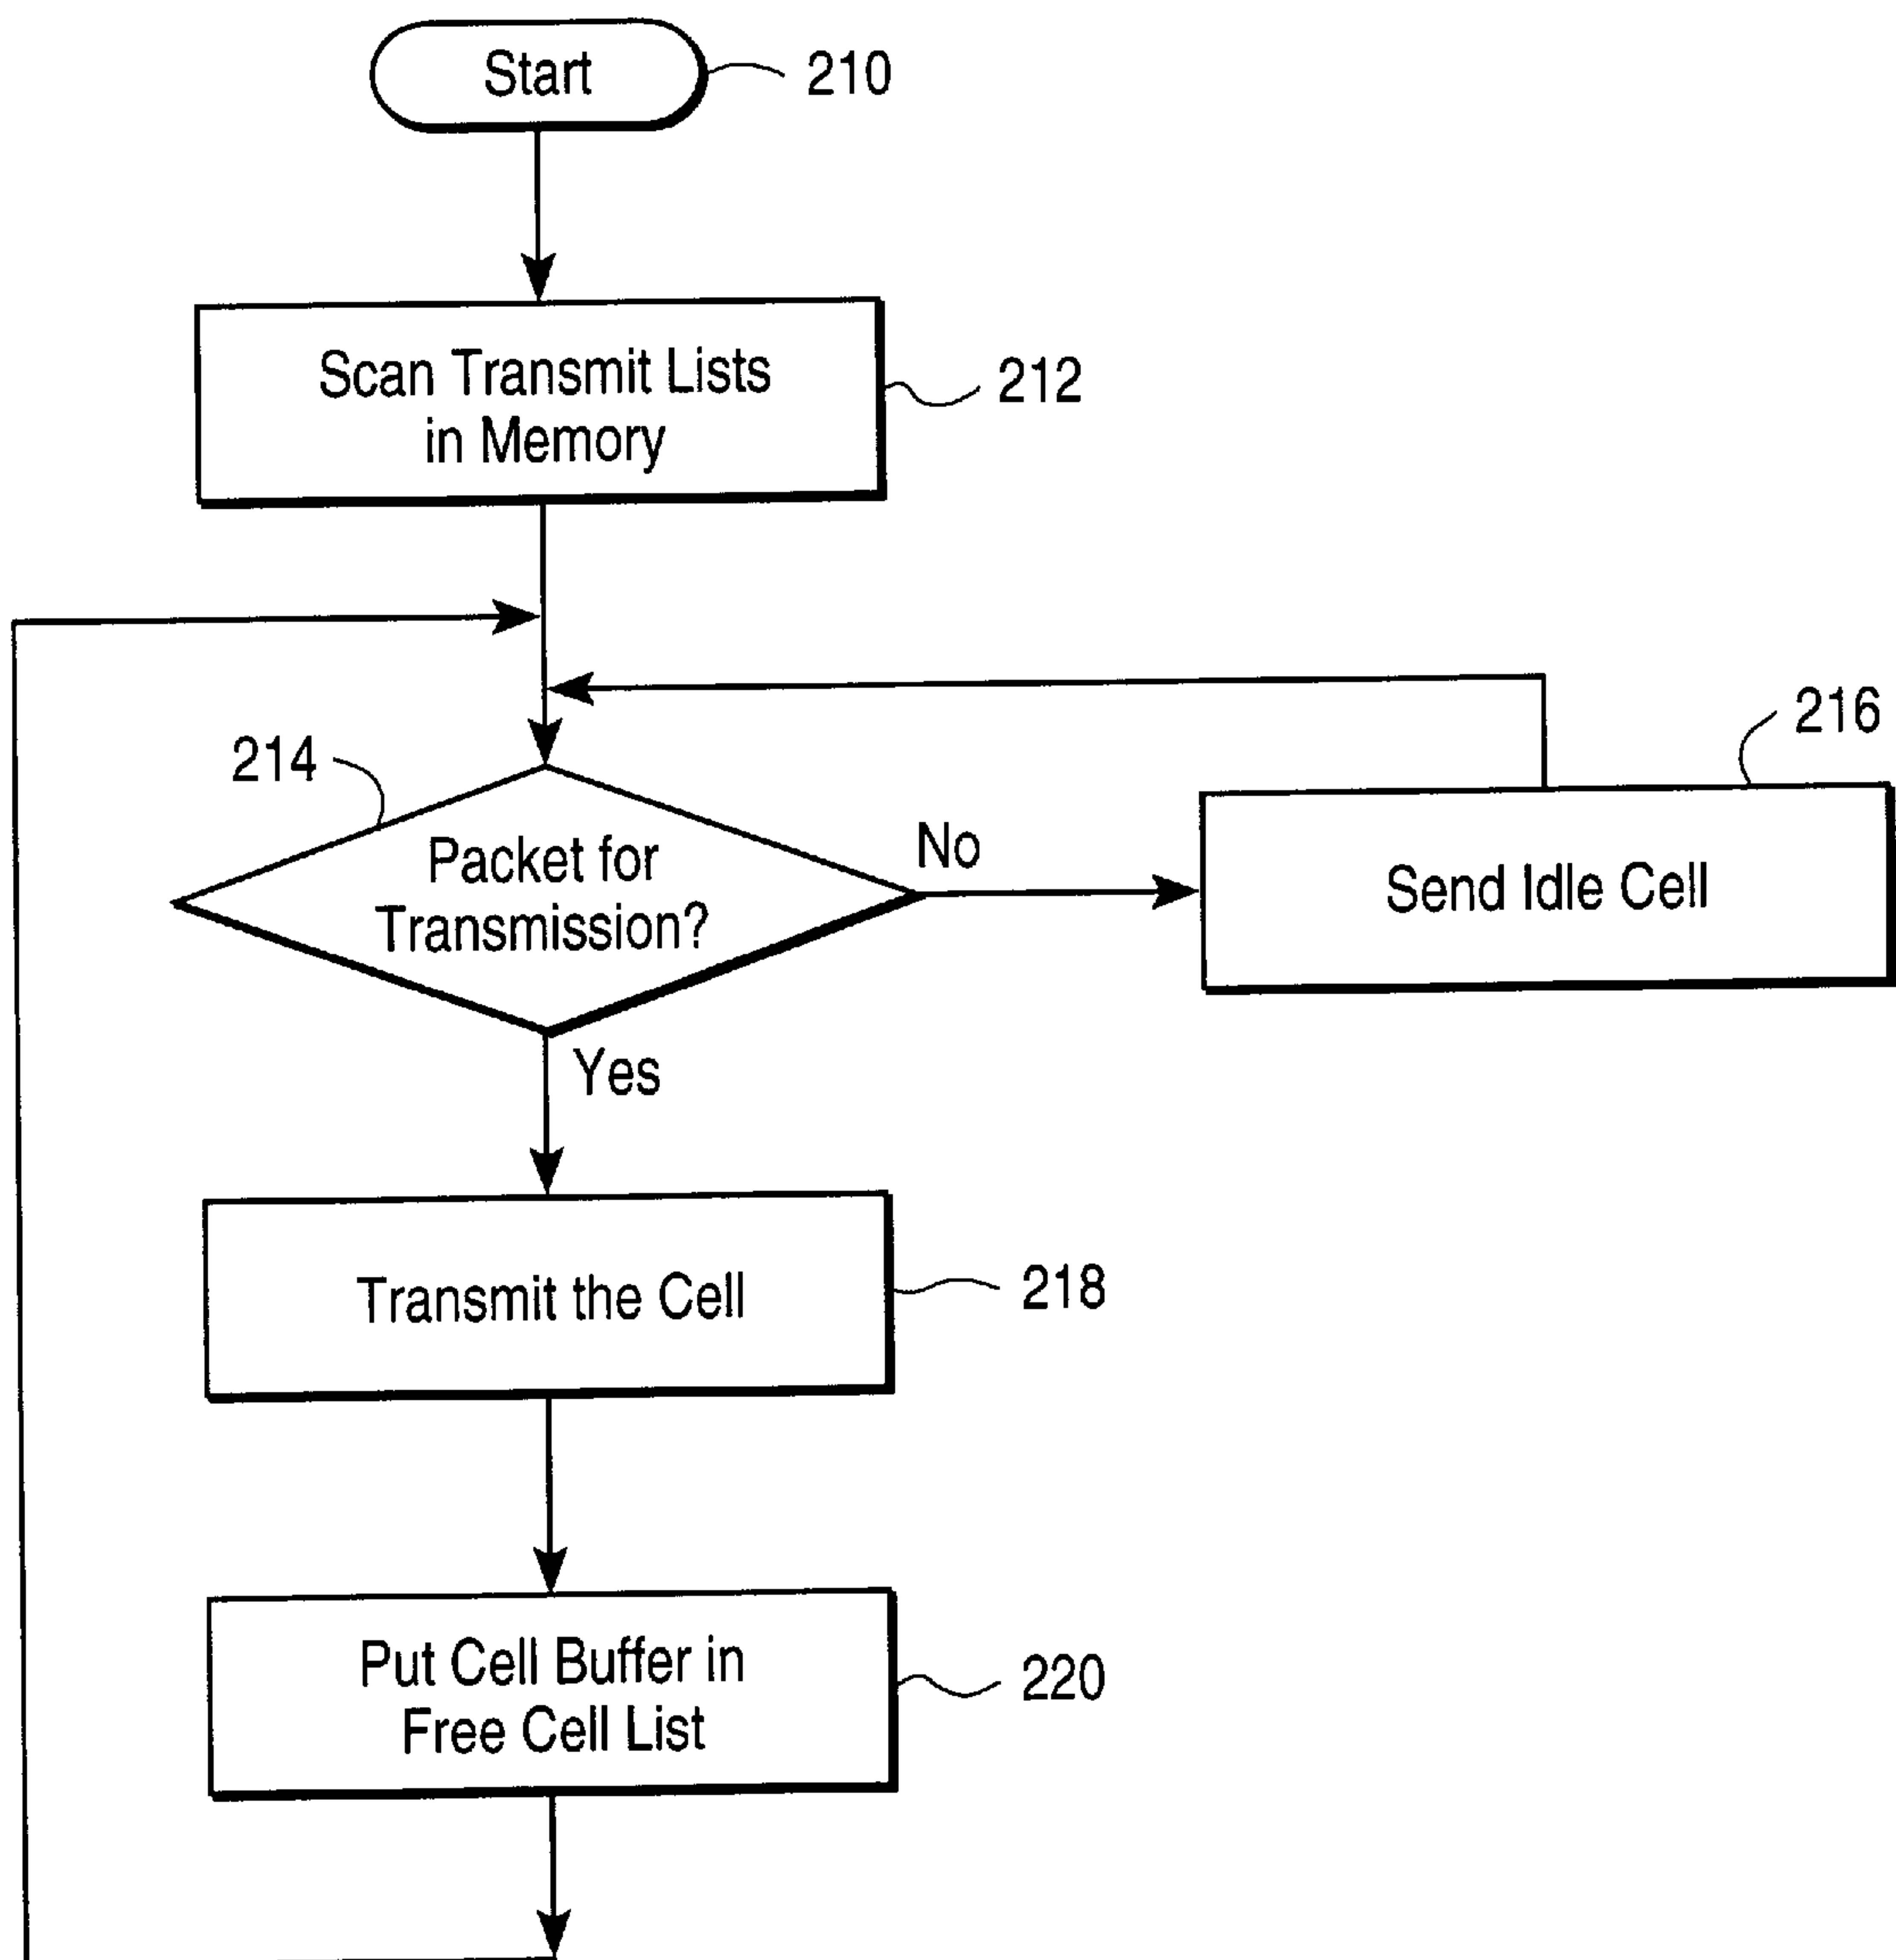 Start
210
Scan Transmit Lists
in Memory
212
214
Packet for
Transmission?
No
216
Send Idle Cell
Yes
Transmit the Cell
218
Put Cell Buffer in
Free Cell List
220